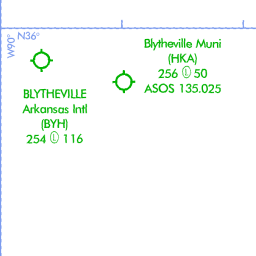 N36°
W90°
Blytheville Muni
(HKA)
256 Ⓛ 50
ASOS 135.025
BLYTHEVILLE
Arkansas Intl
(BYH)
254 Ⓛ 116